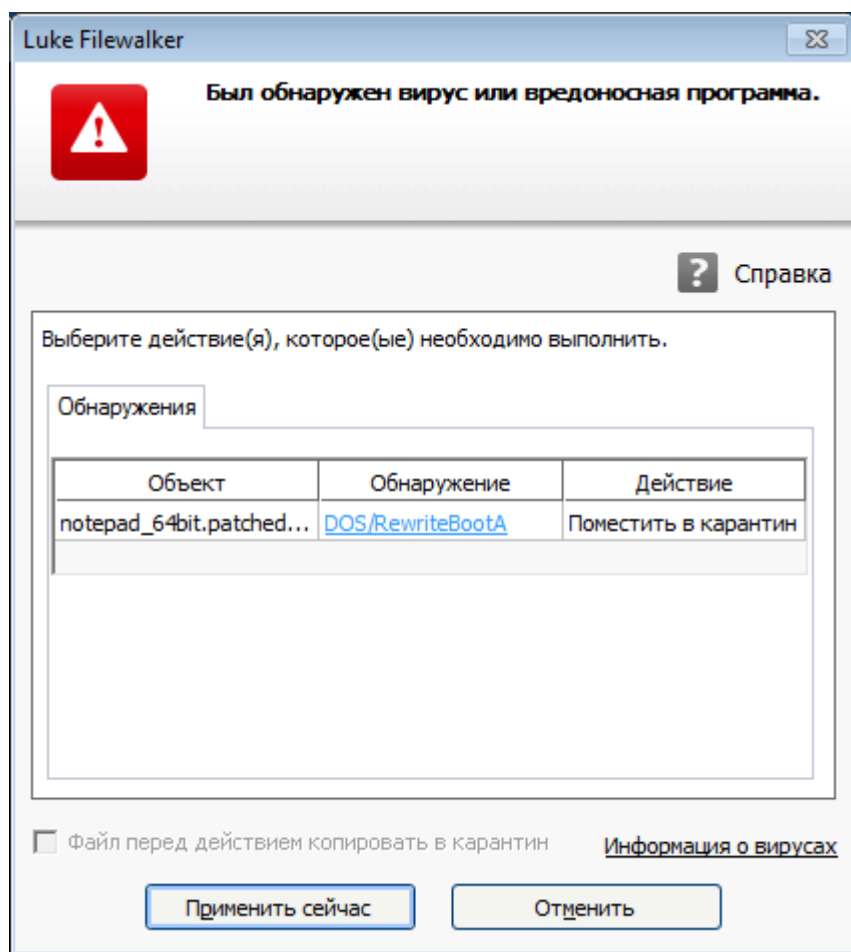 Luke Filewalker
Был обнаружен вирус или вредоносная программа.
? Справка
Выберите действие(я), которое(ые) необходимо выполнить.
Обнаружения
Объект Обнаружение Действие
notepad_64bit.patched... DOS/RewriteBootA Поместить в карантин
Файл перед действием копировать в карантин Информация о вирусах
Применить сейчас Отменить